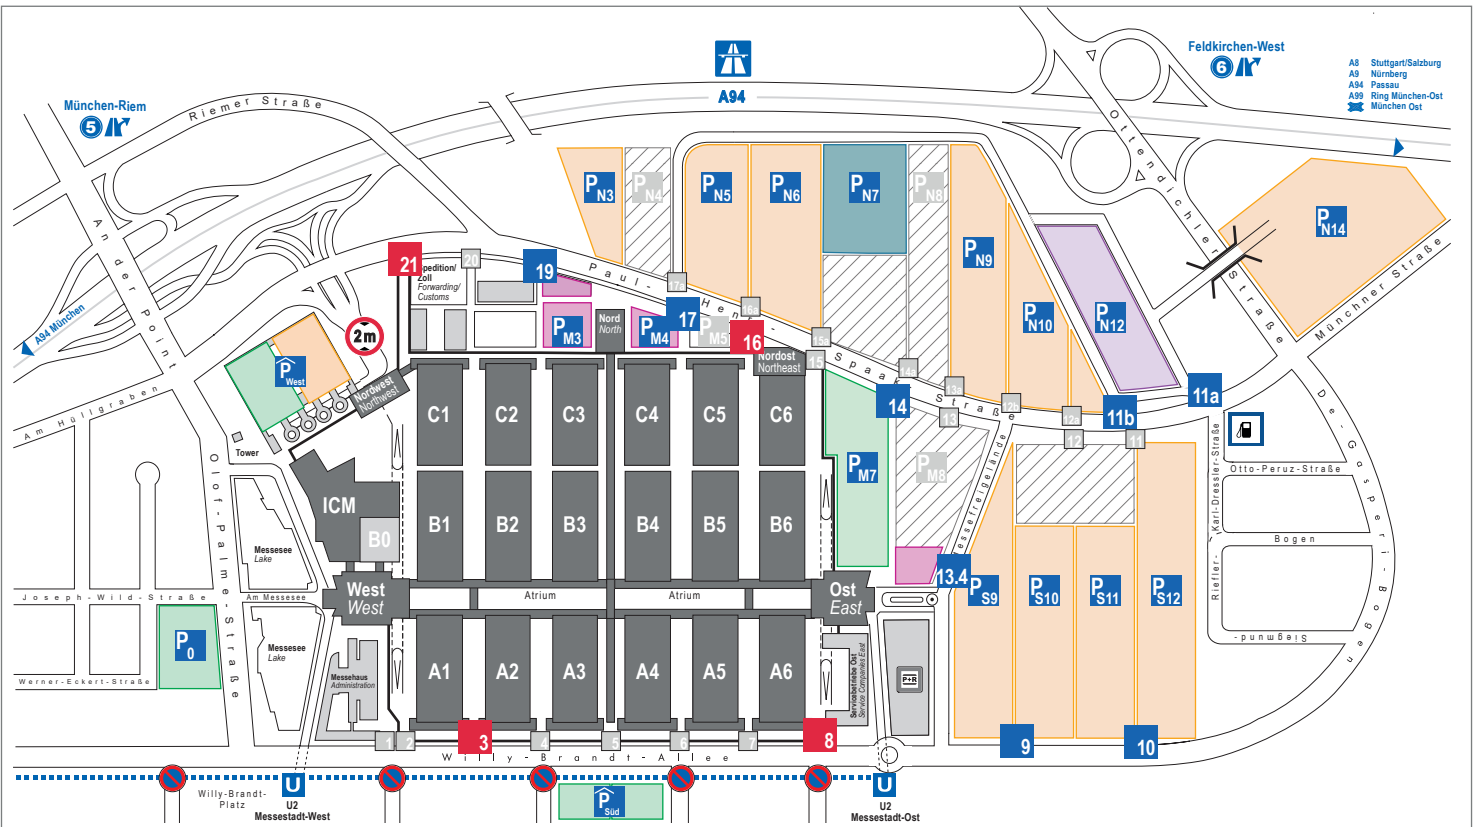 Feldkirchen-West
6
A8 Stuttgart/Salzburg
A9 Nürnberg
A94 Passau
A99 Ring München-Ost
München Ost
A94
München-Riem
5
Riemer Straße
Ottendichler Straße
An der Point
A94 München
Am Hüllgraben
Paul-Henri-Spaak-Straße
Münchner Straße
De-Gasperi-Bogen
P N3
P N4
P N5
P N6
P N7
P N8
P N9
P N10
P N12
P N14
21
20
19
17a
17
16a
16
15a
15
14a
14
13a
13
12b
12a
12
11b
11a
11
Spedition/
Zoll
Forwarding/
Customs
2m
P West
P M3
P M4
P M5
Nord
North
Nordost
Northeast
Nordwest
Northwest
Tower
C1
C2
C3
C4
C5
C6
P M7
P M8
Messefreigelände
Karl-Dressler-Straße
Otto-Peruz-Straße
Bogen
Riefler-
Siegmund-
ICM
B0
B1
B2
B3
B4
B5
B6
Olof-Palme-Straße
Messesee
Lake
Joseph-Wild-Straße
Am Messesee
West
West
Atrium
Atrium
Ost
East
13.4
P S9
P S10
P S11
P S12
P 0
Werner-Eckert-Straße
Messesee
Lake
Messehaus
Administration
A1
A2
A3
A4
A5
A6
Servicebetriebe Ost
Service Companies East
P+R
1
2
3
4
5
6
7
8
9
10
Willy-Brandt-Allee
Willy-Brandt-
Platz
U
U2
Messestadt-West
P Süd
U
U2
Messestadt-Ost